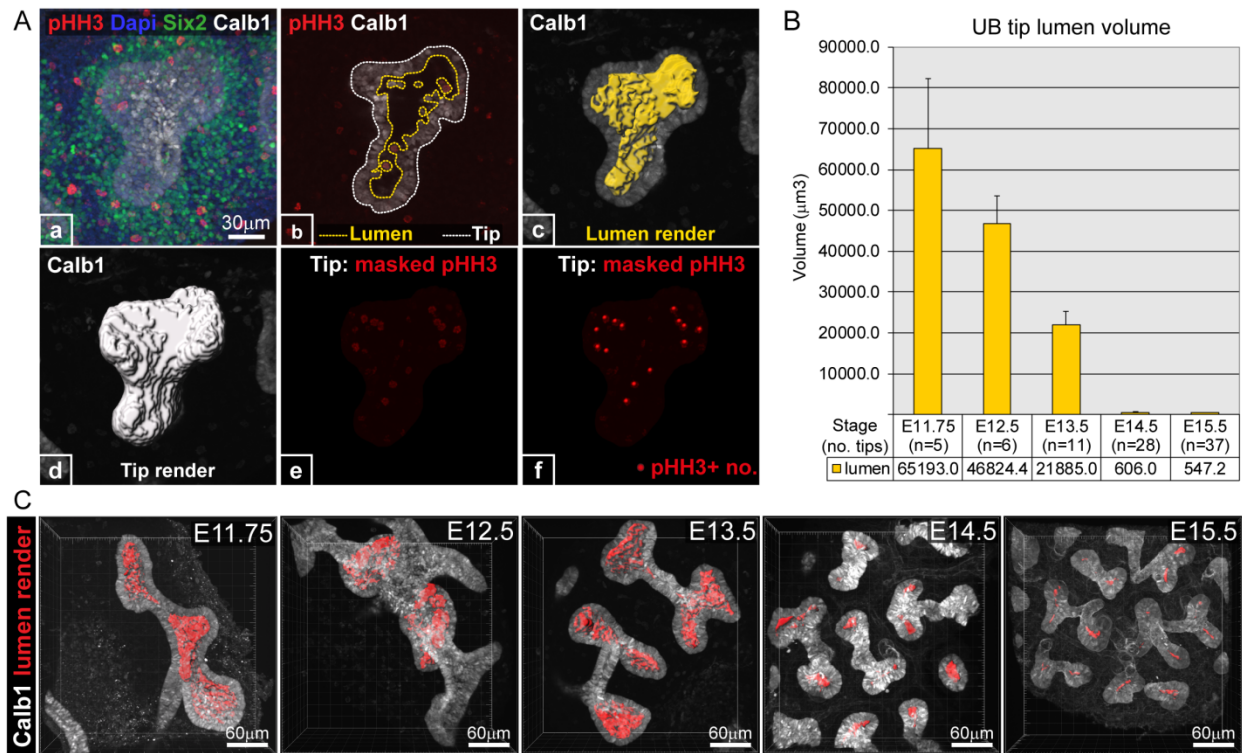 A
pHH3 Dapi Six2 Calb1
a
30μm
pHH3 Calb1
b
Lumen
Tip
Calb1
c
Lumen render
Calb1
d
Tip render
Tip: masked pHH3
e
Tip: masked pHH3
f
pHH3+ no.
B
UB tip lumen volume
Volume (μm3)
90000.0
80000.0
70000.0
60000.0
50000.0
40000.0
30000.0
20000.0
10000.0
Stage E11.75 E12.5 E13.5 E14.5 E15.5
(no. tips) (n=5) (n=6) (n=11) (n=28) (n=37)
lumen 65193.0 46824.4 21885.0 606.0 547.2
C
Calb1 lumen render
E11.75
60μm
E12.5
60μm
E13.5
60μm
E14.5
60μm
E15.5
60μm